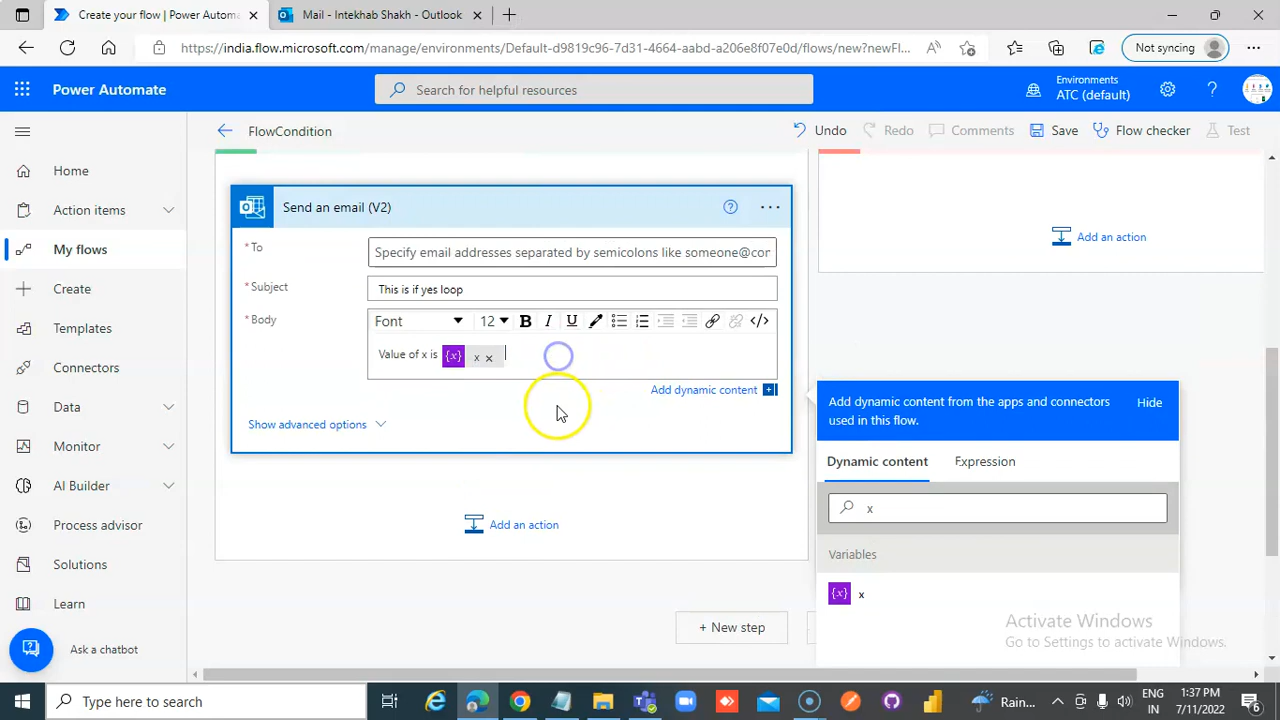 Create your flow | Power Automate
Mail - Intekhab Shakh - Outlook
https://india.flow.microsoft.com/manage/environments/Default-d9819c96-7d31-4664-aabd-a206e8f07e0d/flows/new?newFl...
Not syncing
Power Automate
Search for helpful resources
Environments
ATC (default)
FlowCondition
Undo
Redo
Comments
Save
Flow checker
Test
Home
Action items
My flows
Create
Templates
Connectors
Data
Monitor
AI Builder
Process advisor
Solutions
Learn
Ask a chatbot
Send an email (V2)
* To
Specify email addresses separated by semicolons like someone@cor
* Subject
This is if yes loop
* Body
Font
12
B I U
Value of x is {x} x ×
Add dynamic content
Show advanced options
Add an action
Add an action
+ New step
Add dynamic content from the apps and connectors
used in this flow.
Hide
Dynamic content
Expression
x
Variables
{x} x
Activate Windows
Go to Settings to activate Windows.
Type here to search
Rain...
ENG
IN
1:37 PM
7/11/2022
6